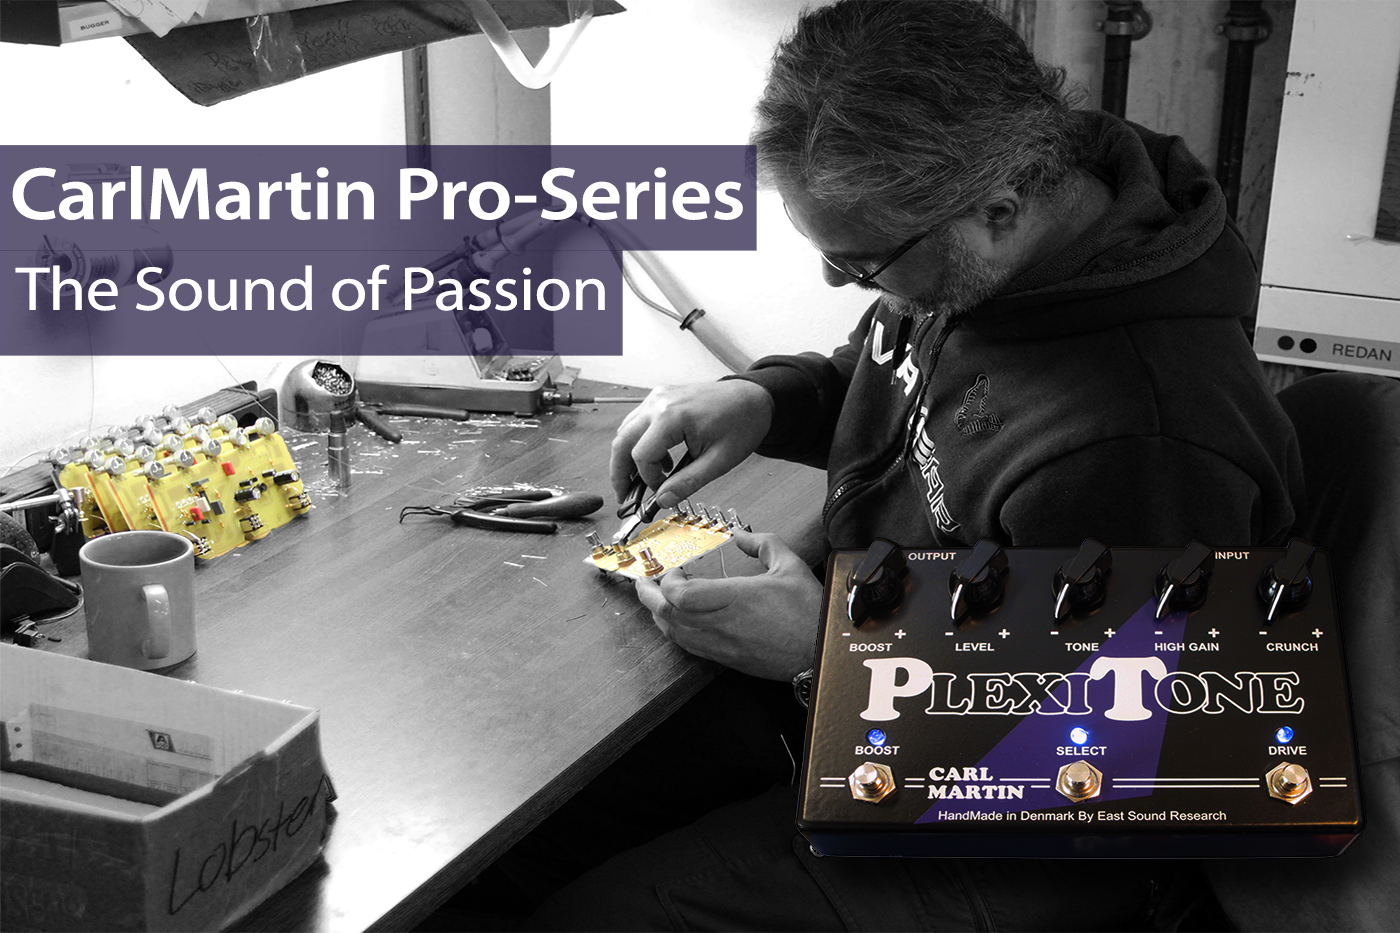 BUGGER
CarlMartin Pro-Series
The Sound of Passion
REDAN
Lobster
OUTPUT INPUT
- + - + - + - + - +
BOOST LEVEL TONE HIGH GAIN CRUNCH
PLEXITONE
BOOST SELECT DRIVE
CARL
MARTIN
HandMade in Denmark By East Sound Research